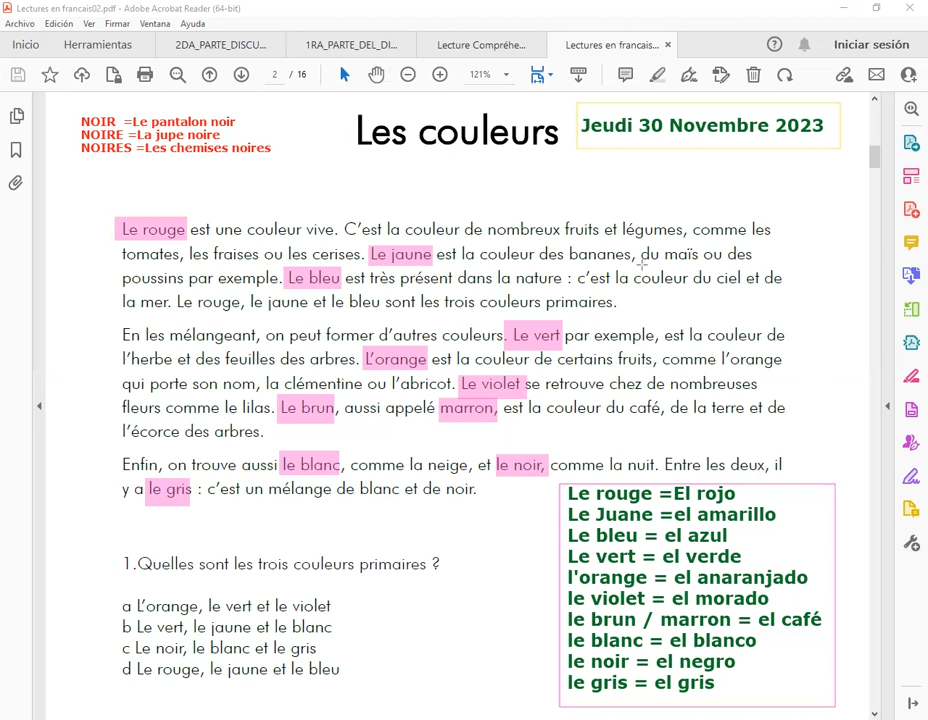 Lectures en francais02.pdf - Adobe Acrobat Reader (64-bit)
Archivo Edición Ver Firmar Ventana Ayuda
Inicio Herramientas 2DA_PARTE_DISCU... 1RA_PARTE_DEL_DI... Lecture Compréhe... Lectures en francais... × Iniciar sesión
2 / 16 121%
NOIR =Le pantalon noir
NOIRE =La jupe noire
NOIRES =Les chemises noires
Les couleurs
Jeudi 30 Novembre 2023
Le rouge est une couleur vive. C’est la couleur de nombreux fruits et légumes, comme les
tomates, les fraises ou les cerises. Le jaune est la couleur des bananes, du maïs ou des
poussins par exemple. Le bleu est très présent dans la nature : c’est la couleur du ciel et de
la mer. Le rouge, le jaune et le bleu sont les trois couleurs primaires.
En les mélangeant, on peut former d’autres couleurs. Le vert par exemple, est la couleur de
l’herbe et des feuilles des arbres. L’orange est la couleur de certains fruits, comme l’orange
qui porte son nom, la clémentine ou l’abricot. Le violet se retrouve chez de nombreuses
fleurs comme le lilas. Le brun, aussi appelé marron, est la couleur du café, de la terre et de
l’écorce des arbres.
Enfin, on trouve aussi le blanc, comme la neige, et le noir, comme la nuit. Entre les deux, il
y a le gris : c’est un mélange de blanc et de noir.
Le rouge =El rojo
Le Juane =el amarillo
Le bleu = el azul
Le vert = el verde
l'orange = el anaranjado
le violet = el morado
le brun / marron = el café
le blanc = el blanco
le noir = el negro
le gris = el gris
1.Quelles sont les trois couleurs primaires ?
a L’orange, le vert et le violet
b Le vert, le jaune et le blanc
c Le noir, le blanc et le gris
d Le rouge, le jaune et le bleu